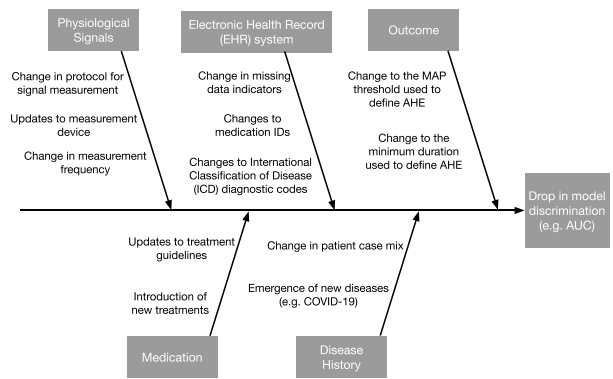 Physiological
Signals
Change in protocol for
signal measurement
Updates to measurement
device
Change in measurement
frequency
Electronic Health Record
(EHR) system
Change in missing
data indicators
Changes to
medication IDs
Changes to International
Classification of Disease
(ICD) diagnostic codes
Outcome
Change to the MAP
threshold used to
define AHE
Change to the
minimum duration
used to define AHE
Drop in model
discrimination
(e.g. AUC)
Updates to treatment
guidelines
Introduction of
new treatments
Medication
Change in patient case mix
Emergence of new diseases
(e.g. COVID-19)
Disease
History